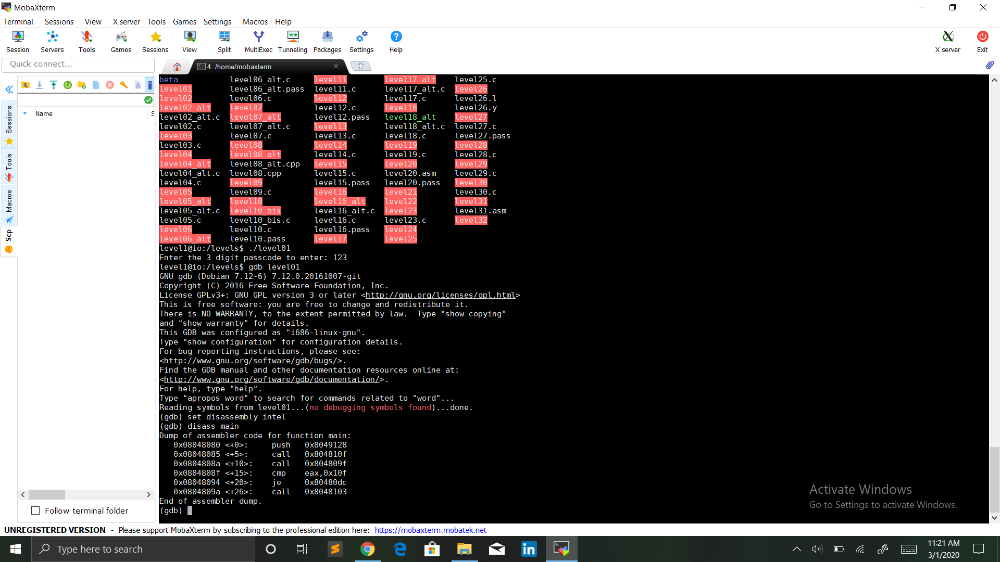 MobaXterm
Terminal Sessions View X server Tools Games Settings Macros Help
Session Servers Tools Games Sessions View Split MultiExec Tunneling Packages Settings Help X server Exit
Quick connect...
4. /home/mobaxterm
Sessions
Tools
Macros
Scp
Name S
Follow terminal folder
beta level06_alt.c level11 level17_alt level25.c
level01 level06_alt.pass level11.c level17_alt.c level26
level02 level06.c level12 level17.c level26.l
level02_alt level07 level12.c level18 level26.y
level02_alt.c level07_alt level12.pass level18_alt level27
level02.c level07_alt.c level13 level18_alt.c level27.c
level03 level07.c level13.c level18.c level27.pass
level03.c level08 level14 level19 level28
level04 level08_alt level14.c level19.c level28.c
level04_alt level08_alt.cpp level15 level20 level29
level04_alt.c level08.cpp level15.c level20.asm level29.c
level04.c level09 level15.pass level20.pass level30
level05 level09.c level16 level21 level30.c
level05_alt level10 level16_alt level22 level31
level05_alt.c level10_bis level16_alt.c level23 level31.asm
level05.c level10_bis.c level16.c level23.c level32
level06 level10.c level16.pass level24
level06_alt level10.pass level17 level25
level1@io:/levels$ ./level01
Enter the 3 digit passcode to enter: 123
level1@io:/levels$ gdb level01
GNU gdb (Debian 7.12-6) 7.12.0.20161007-git
Copyright (C) 2016 Free Software Foundation, Inc.
License GPLv3+: GNU GPL version 3 or later <http://gnu.org/licenses/gpl.html>
This is free software: you are free to change and redistribute it.
There is NO WARRANTY, to the extent permitted by law.  Type "show copying"
and "show warranty" for details.
This GDB was configured as "i686-linux-gnu".
Type "show configuration" for configuration details.
For bug reporting instructions, please see:
<http://www.gnu.org/software/gdb/bugs/>.
Find the GDB manual and other documentation resources online at:
<http://www.gnu.org/software/gdb/documentation/>.
For help, type "help".
Type "apropos word" to search for commands related to "word"...
Reading symbols from level01...(no debugging symbols found)...done.
(gdb) set disassembly intel
(gdb) disass main
Dump of assembler code for function main:
0x08048080 <+0>: push 0x8049128
0x08048085 <+5>: call 0x804810f
0x0804808a <+10>: call 0x804809f
0x0804808f <+15>: cmp eax,0x10f
0x08048094 <+20>: je 0x80480dc
0x0804809a <+26>: call 0x8048103
End of assembler dump.
(gdb)
Activate Windows
Go to Settings to activate Windows.
UNREGISTERED VERSION - Please support MobaXterm by subscribing to the professional edition here: https://mobaxterm.mobatek.net
Type here to search
11:21 AM
3/1/2020